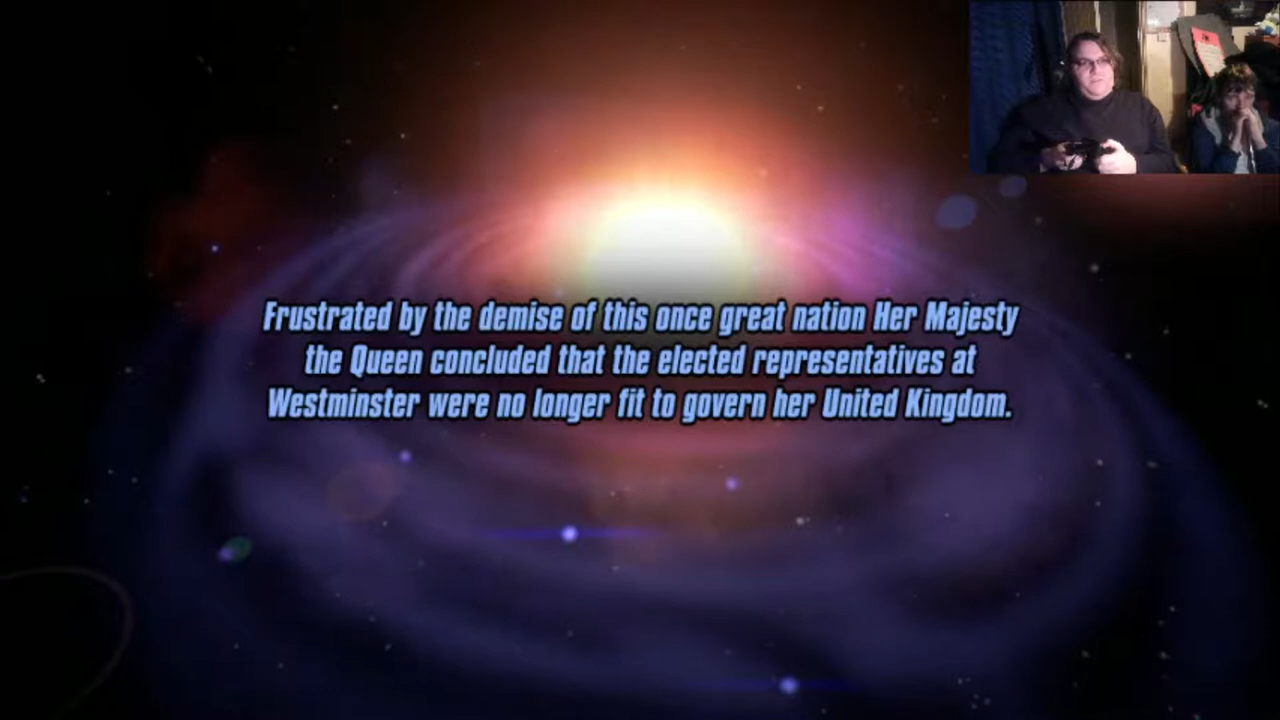 Frustrated by the demise of this once great nation Her Majesty
the Queen concluded that the elected representatives at
Westminster were no longer fit to govern her United Kingdom.